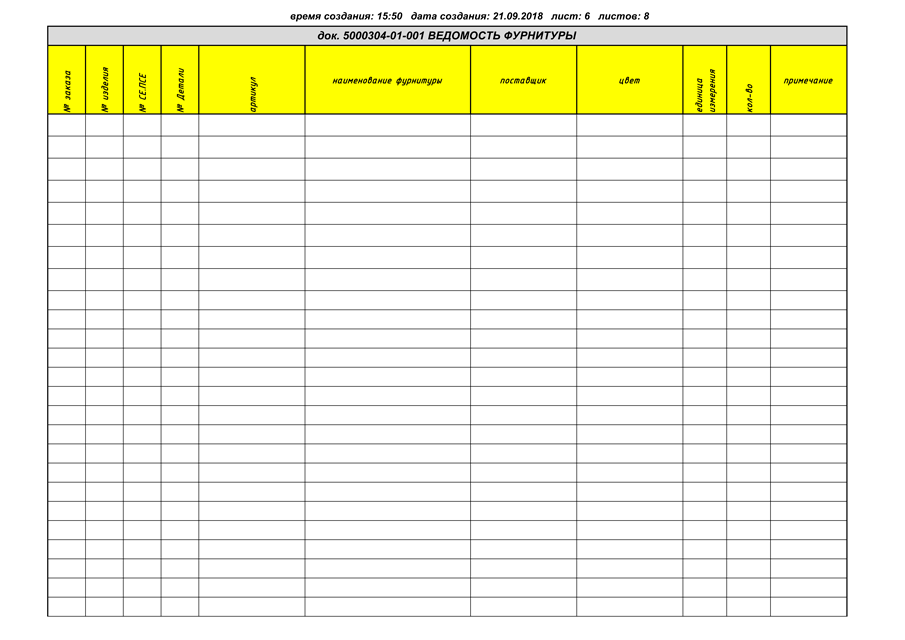 время создания: 15:50 дата создания: 21.09.2018 лист: 6 листов: 8
док. 5000304-01-001 ВЕДОМОСТЬ ФУРНИТУРЫ
№ заказа
№ изделия
№ СЕ.ПСЕ
№ Детали
артикул
наименование фурнитуры
поставщик
цвет
единица
измерения
кол-во
примечание